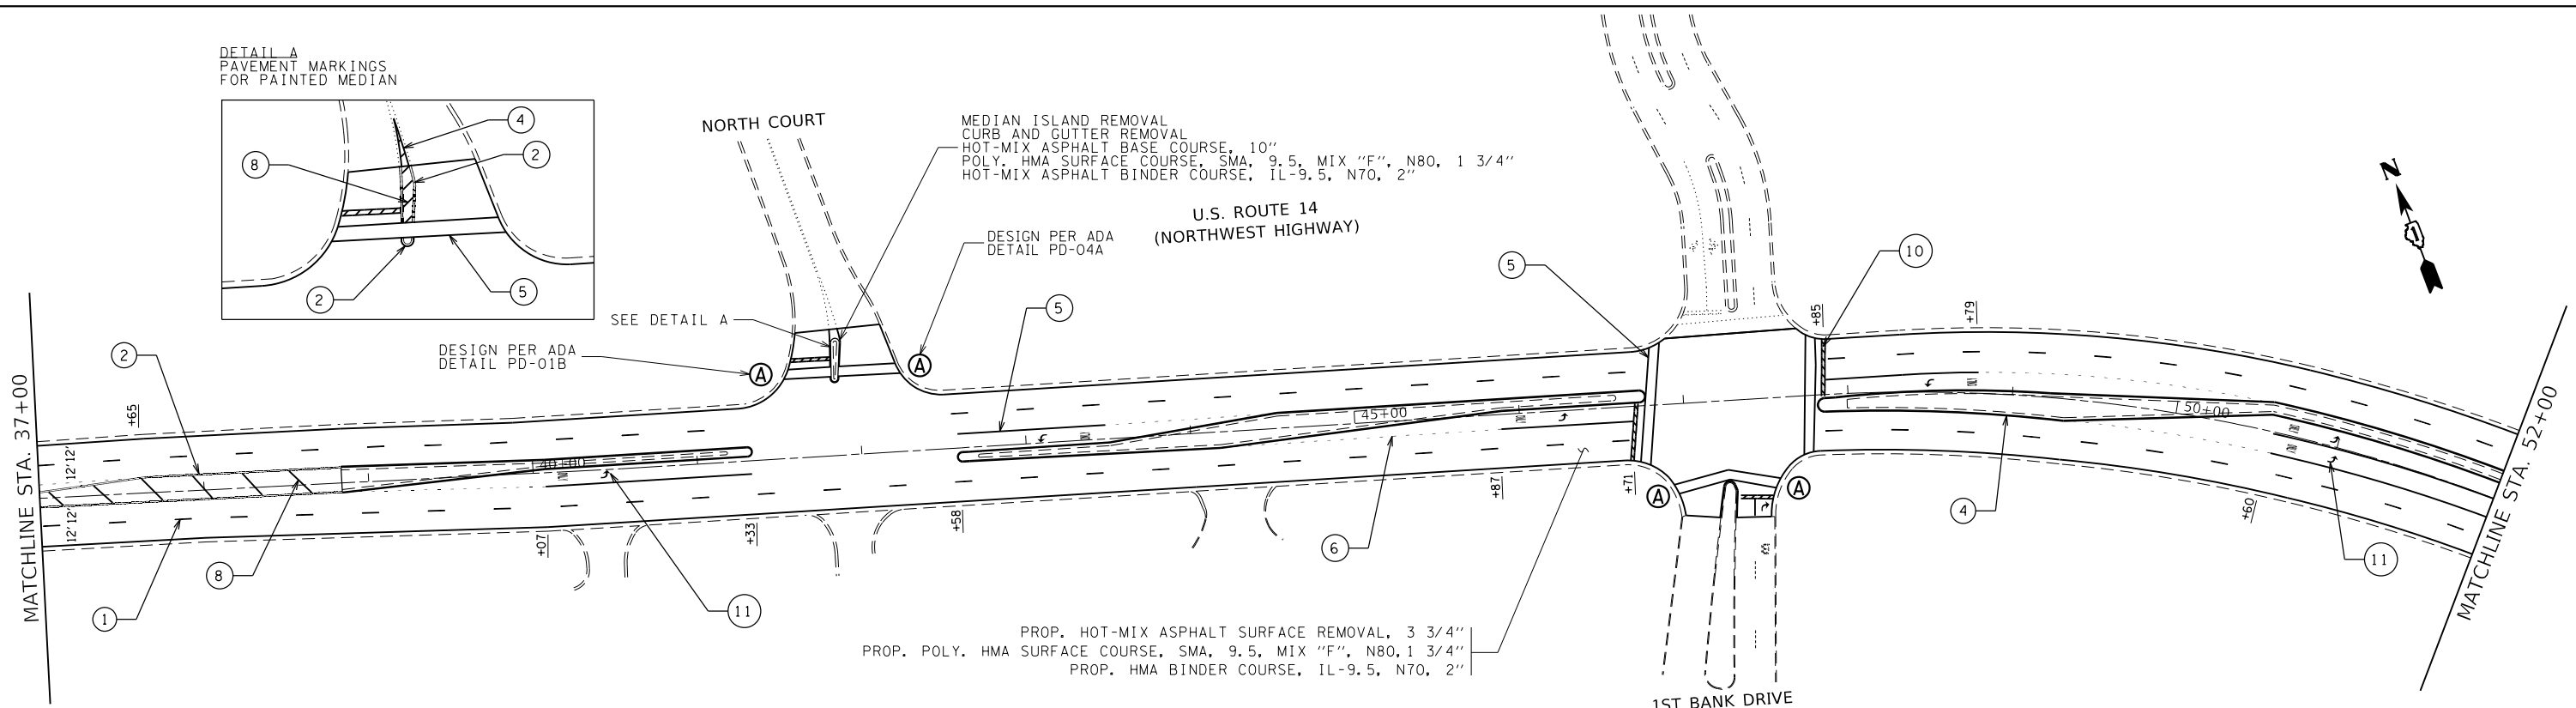 DETAIL A
PAVEMENT MARKINGS
FOR PAINTED MEDIAN
4
2
8
2
5
NORTH COURT
MEDIAN ISLAND REMOVAL
CURB AND GUTTER REMOVAL
HOT-MIX ASPHALT BASE COURSE, 10"
POLY. HMA SURFACE COURSE, SMA, 9.5, MIX "F", N80, 1 3/4"
HOT-MIX ASPHALT BINDER COURSE, IL-9.5, N70, 2"
U.S. ROUTE 14
(NORTHWEST HIGHWAY)
DESIGN PER ADA
DETAIL PD-04A
N
5
10
SEE DETAIL A
5
DESIGN PER ADA
DETAIL PD-01B
A
A
2
+65
+85
+79
MATCHLINE STA. 37+00
12' 12'
12' 12'
40+00
45+00
50+00
+07
+33
+58
+87
+71
A
A
4
+60
11
MATCHLINE STA. 52+00
8
1
11
6
PROP. HOT-MIX ASPHALT SURFACE REMOVAL, 3 3/4"
PROP. POLY. HMA SURFACE COURSE, SMA, 9.5, MIX "F", N80,1 3/4"
PROP. HMA BINDER COURSE, IL-9.5, N70, 2"
1ST BANK DRIVE